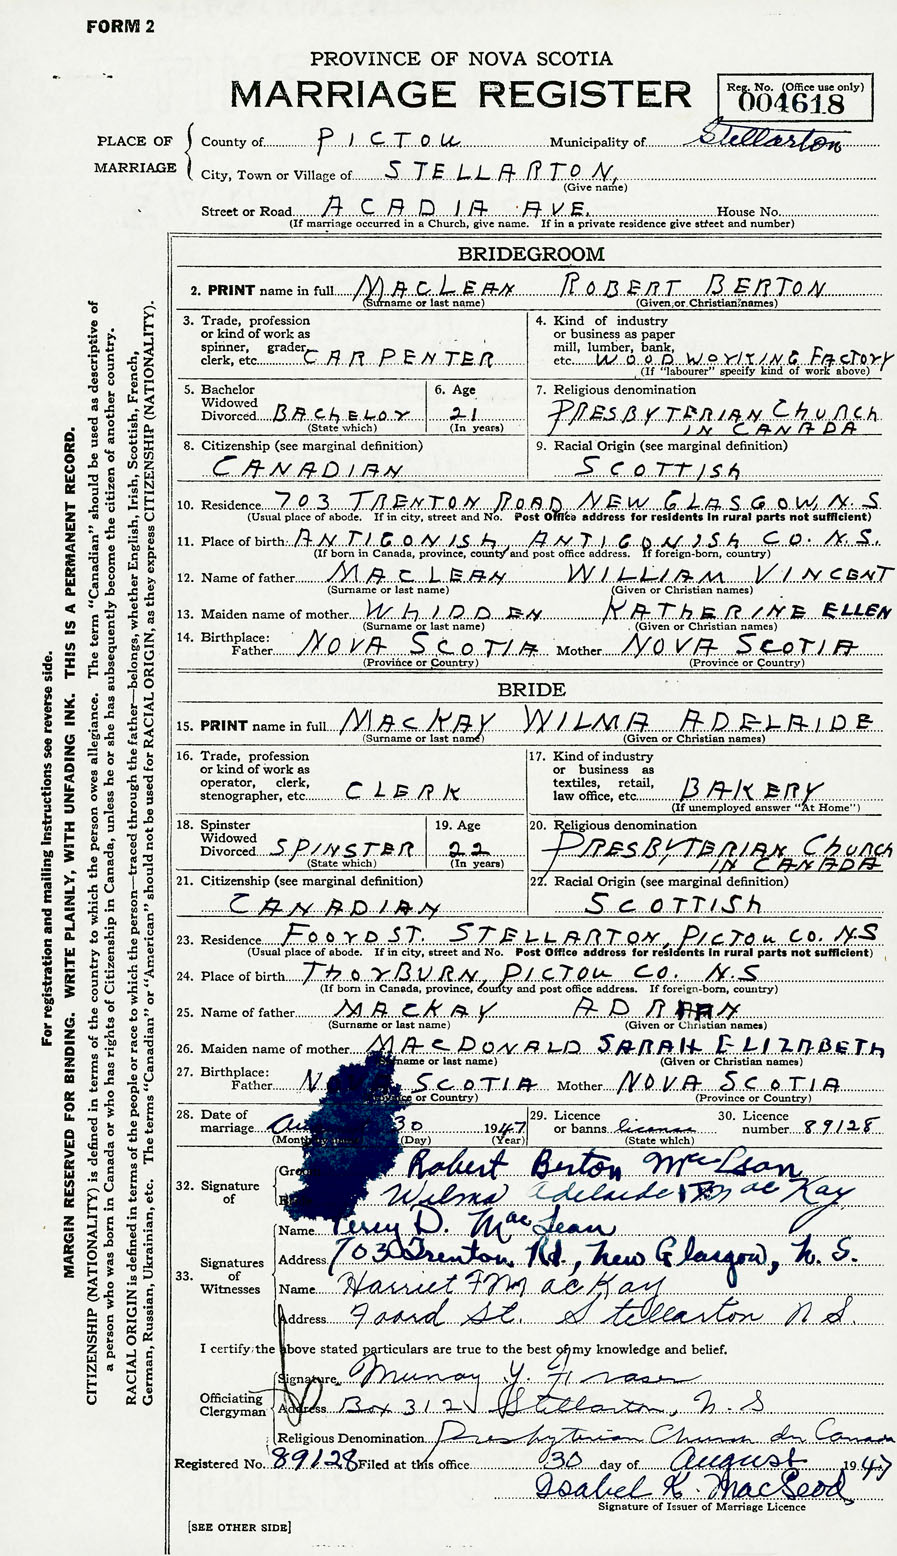 FORM 2
PROVINCE OF NOVA SCOTIA
MARRIAGE REGISTER
Reg. No. (Office use only)
004618
PLACE OF MARRIAGE
County of PICTOU Municipality of Stellarton
City, Town or Village of STELLARTON,
(Give name)
Street or Road ACADIA AVE. House No.
(If marriage occurred in a Church, give name. If in a private residence give street and number)
BRIDEGROOM
2. PRINT name in full MACLEAN ROBERT BERTON
(Surname or last name) (Given or Christian names)
3. Trade, profession or kind of work as spinner, grader, clerk, etc. CARPENTER
4. Kind of industry or business as paper mill, lumber, bank, etc. WOOD WORKING FACTORY
(If "labourer" specify kind of work above)
5. Bachelor Widowed Divorced BACHELOR
(State which)
6. Age 21
(In years)
7. Religious denomination
PRESBYTERIAN CHURCH
IN CANADA
8. Citizenship (see marginal definition)
CANADIAN
9. Racial Origin (see marginal definition)
SCOTTISH
10. Residence 703 TRENTON ROAD NEW GLASGOW, N.S
(Usual place of abode. If in city, street and No. Post Office address for residents in rural parts not sufficient)
11. Place of birth: ANTIGONISH, ANTIGONISH CO. N.S.
(If born in Canada, province, county and post office address. If foreign-born, country)
12. Name of father MACLEAN WILLIAM VINCENT
(Surname or last name) (Given or Christian names)
13. Maiden name of mother WHIDDEN KATHERINE ELLEN
(Surname or last name) (Given or Christian names)
14. Birthplace:
Father NOVA SCOTIA Mother NOVA SCOTIA
(Province or Country) (Province or Country)
BRIDE
15. PRINT name in full MACKAY WILMA ADELAIDE
(Surname or last name) (Given or Christian names)
16. Trade, profession or kind of work as operator, clerk, stenographer, etc. CLERK
17. Kind of industry or business as textiles, retail, law office, etc. BAKERY
(If unemployed answer "At Home")
18. Spinster Widowed Divorced SPINSTER
(State which)
19. Age 22
(In years)
20. Religious denomination
PRESBYTERIAN CHURCH
IN CANADA
21. Citizenship (see marginal definition)
CANADIAN
22. Racial Origin (see marginal definition)
SCOTTISH
23. Residence FOORD ST. STELLARTON, PICTOU CO. N.S
(Usual place of abode. If in city, street and No. Post Office address for residents in rural parts not sufficient)
24. Place of birth THORBURN, PICTOU CO. N.S
(If born in Canada, province, county and post office address. If foreign-born, country)
25. Name of father MACKAY
(Surname or last name) (Given or Christian names)
26. Maiden name of mother MACDONALD SARAH ELIZABETH
(Surname or last name) (Given or Christian names)
27. Birthplace:
Father NOVA SCOTIA Mother NOVA SCOTIA
(Province or Country) (Province or Country)
28. Date of marriage 30 1947
(Day) (Year)
29. Licence or banns license
(State which)
30. Licence number 89128
32. Signature of
Robert Berton MacLean
Wilma Adelaide MacKay
33. Signatures of Witnesses
Name Percy D. MacLean
Address 703 Trenton Rd., New Glasgow, N.S.
Name Harriet F MacKay
Address Foord St. Stellarton N S.
I certify the above stated particulars are true to the best of my knowledge and belief.
Officiating Clergyman
Signature Murray Y. Fraser
Address Box 312 Stellarton, N.S
Religious Denomination Presbyterian Church in Canada
Registered No. 89128 Filed at this office 30 day of August 1947
Isabel K. MacLeod
Signature of Issuer of Marriage Licence
[SEE OTHER SIDE]
For registration and mailing instructions see reverse side.
MARGIN RESERVED FOR BINDING. WRITE PLAINLY, WITH UNFADING INK. THIS IS A PERMANENT RECORD.
CITIZENSHIP (NATIONALITY) is defined in terms of the country to which the person owes allegiance. The term "Canadian" should be used as descriptive of
a person who was born in Canada or who has rights of Citizenship in Canada, unless he or she has subsequently become the citizen of another country.
RACIAL ORIGIN is defined in terms of the people or race to which the person—traced through the father—belongs, whether English, Irish, Scottish, French,
German, Russian, Ukrainian, etc. The terms "Canadian" or "American" should not be used for RACIAL ORIGIN, as they express CITIZENSHIP (NATIONALITY).